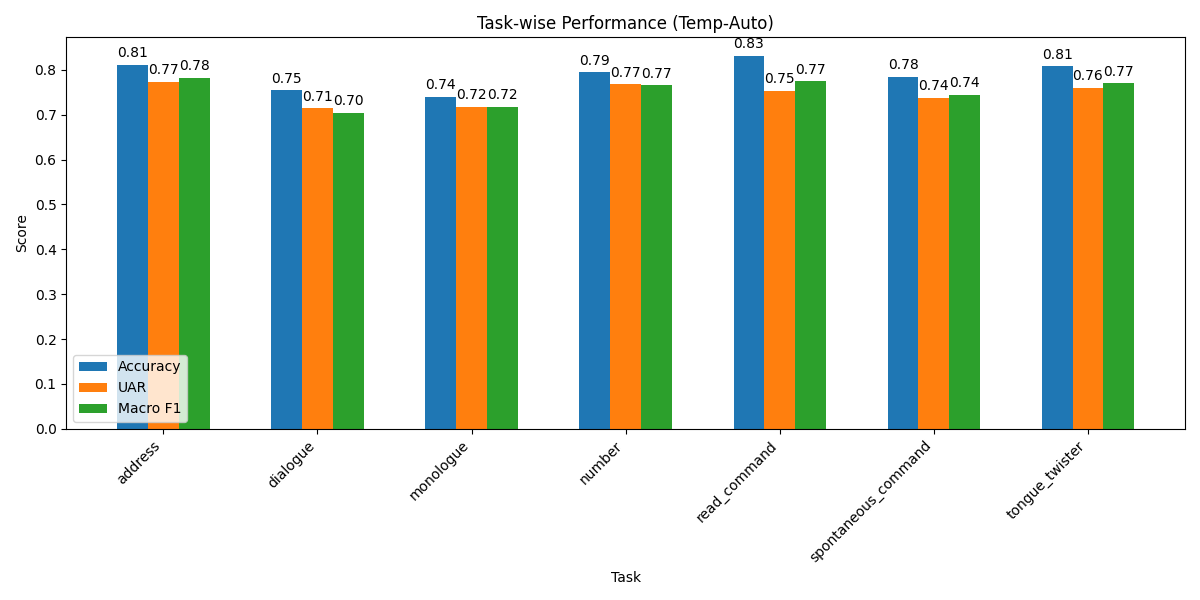 Task-wise Performance (Temp-Auto)
0.81 0.77 0.78 0.75 0.71 0.70 0.74 0.72 0.72 0.79 0.77 0.77 0.83 0.75 0.77 0.78 0.74 0.74 0.81 0.76 0.77
Score
0.8
0.7
0.6
0.5
0.4
0.3
0.2
0.1
0.0
Accuracy
UAR
Macro F1
address
dialogue
monologue
number
read_command
spontaneous_command
tongue_twister
Task